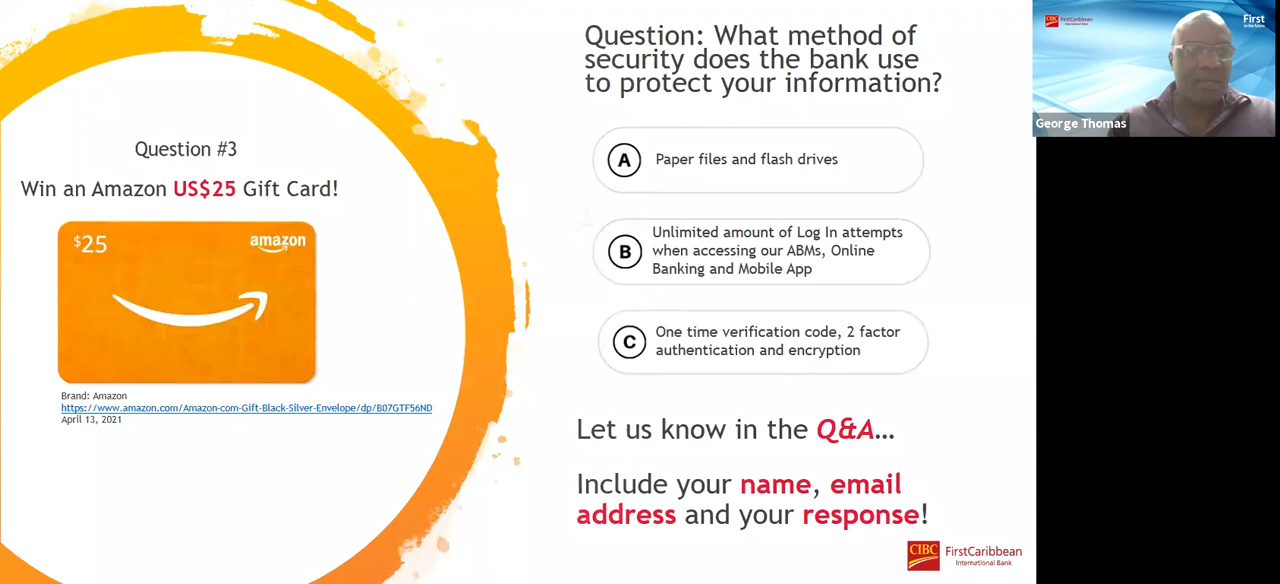 Question #3
Win an Amazon US$25 Gift Card!
$25
amazon
Brand: Amazon
https://www.amazon.com/Amazon-com-Gift-Black-Silver-Envelope/dp/B07GTF56ND
April 13, 2021
Question: What method of
security does the bank use
to protect your information?
A
Paper files and flash drives
B
Unlimited amount of Log In attempts
when accessing our ABMs, Online
Banking and Mobile App
C
One time verification code, 2 factor
authentication and encryption
Let us know in the Q&A…
Include your name, email
address and your response!
CIBC
FirstCaribbean
International Bank
FirstCaribbean
First
George Thomas